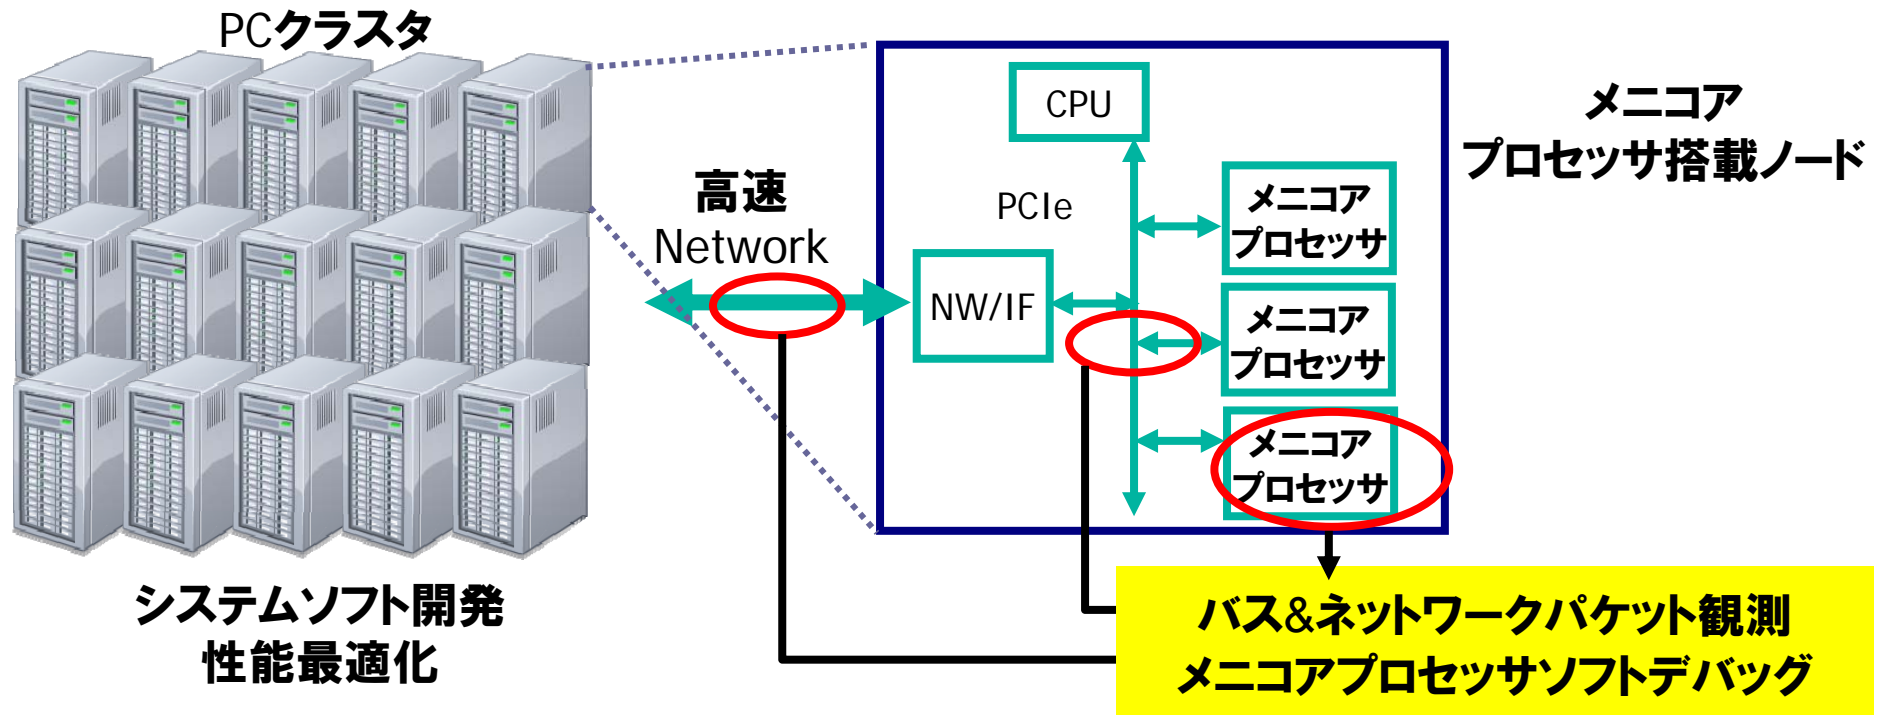 PCクラスタ
システムソフト開発
性能最適化
高速
Network
CPU
PCIe
NW/IF
メニコア
プロセッサ
メニコア
プロセッサ
メニコア
プロセッサ
メニコア
プロセッサ搭載ノード
バス&ネットワークパケット観測
メニコアプロセッサソフトデバッグ